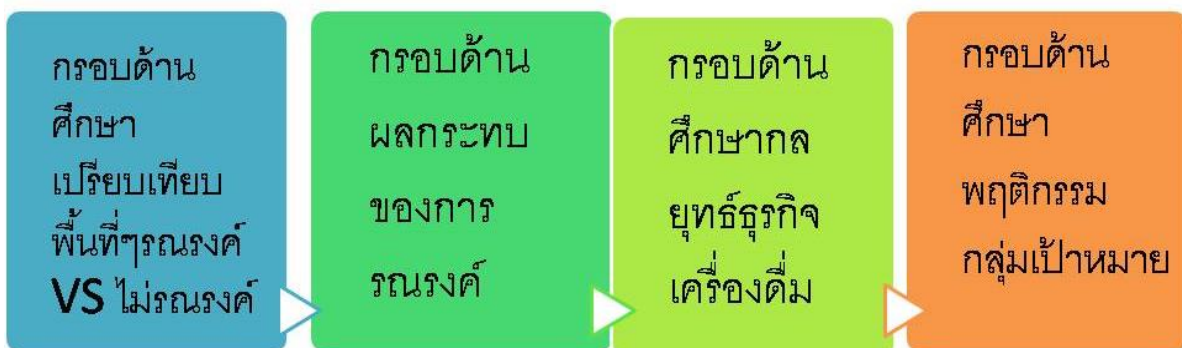 กรอบด้าน
ศึกษา
เปรียบเทียบ
พื้นที่ๆรณรงค์
VS ไม่รณรงค์
กรอบด้าน
ผลกระทบ
ของการ
รณรงค์
กรอบด้าน
ศึกษากล
ยุทธ์ธุรกิจ
เครื่องดื่ม
กรอบด้าน
ศึกษา
พฤติกรรม
กลุ่มเป้าหมาย